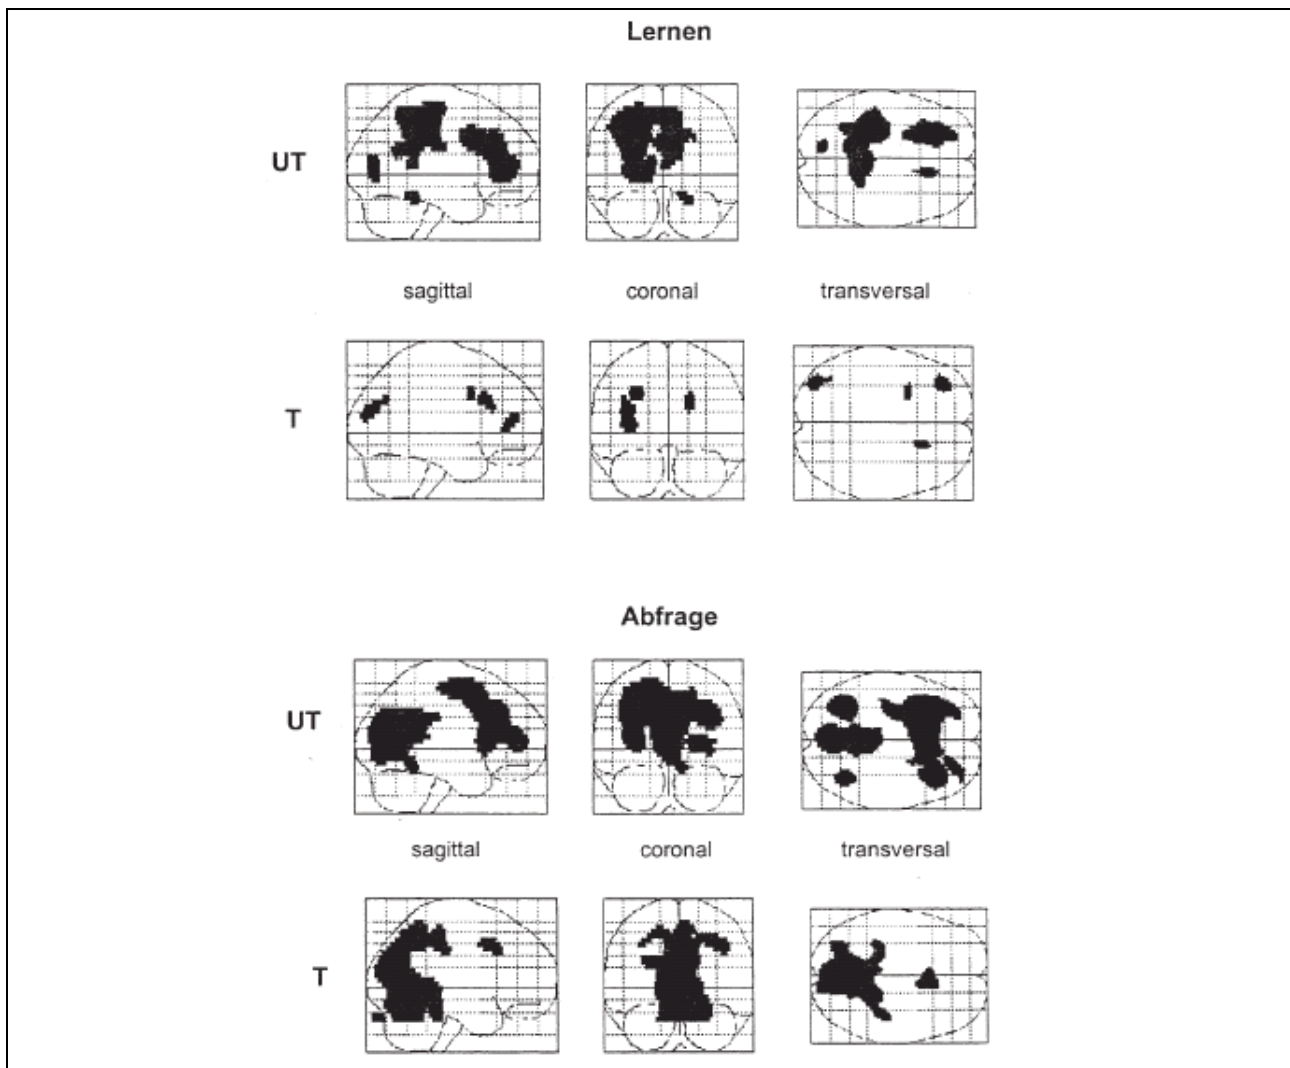 Lernen
UT
sagittal coronal transversal
T
Abfrage
UT
sagittal coronal transversal
T